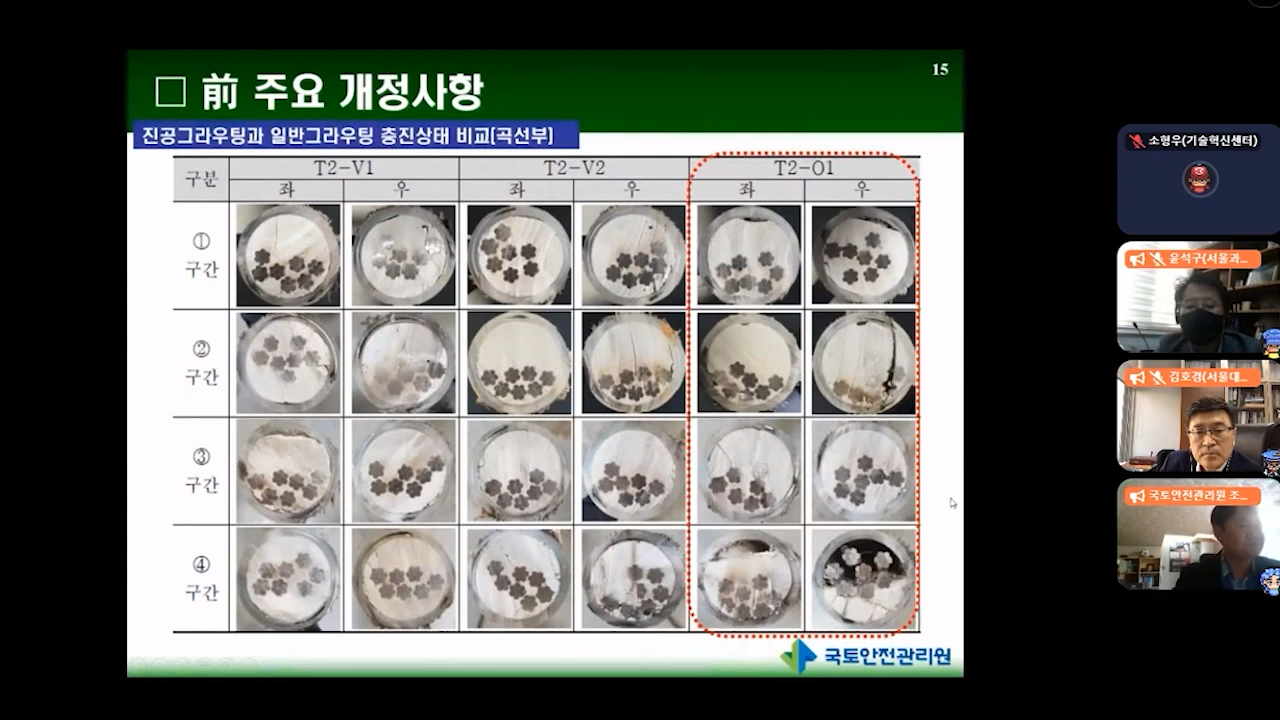 □ 前 주요 개정사항
15
진공그라우팅과 일반그라우팅 충진상태 비교[곡선부]
구분 T2-V1 T2-V2 T2-O1
좌 우 좌 우 좌 우
①
구간
②
구간
③
구간
④
구간
국토안전관리원
소형우(기술혁신센터)
윤석구(서울과...
김호경(서울대...
국토안전관리원 조...